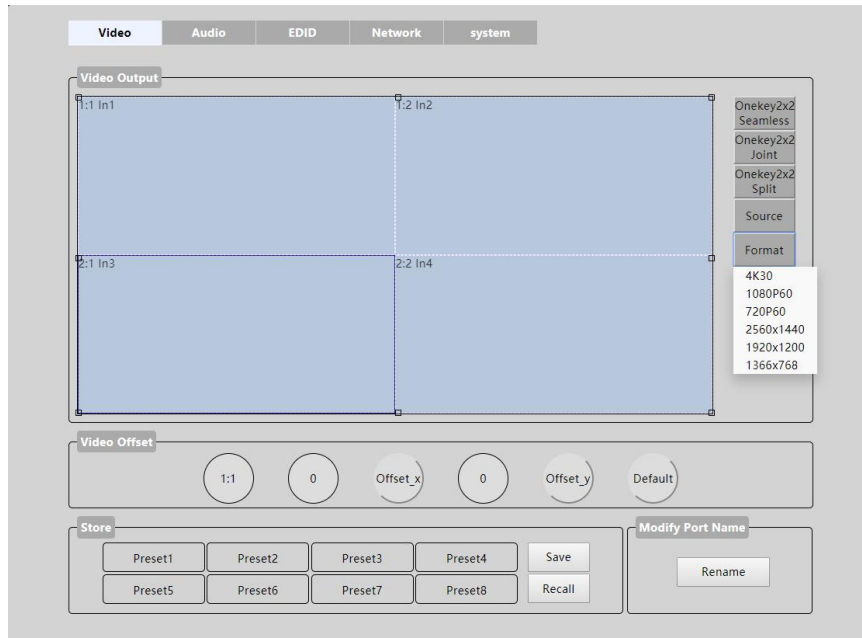 Video Audio EDID Network system
Video Output
1:1 In1 1:2 In2
Onekey2x2
Seamless
Onekey2x2
Joint
Onekey2x2
Split
Source
Format
2:1 In3 2:2 In4
4K30
1080P60
720P60
2560x1440
1920x1200
1366x768
Video Offset
1:1 0 Offset_x 0 Offset_y Default
Store
Preset1 Preset2 Preset3 Preset4 Save
Preset5 Preset6 Preset7 Preset8 Recall
Modify Port Name
Rename